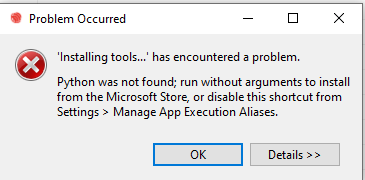 Problem Occurred
'Installing tools...' has encountered a problem.
Python was not found; run without arguments to install
from the Microsoft Store, or disable this shortcut from
Settings > Manage App Execution Aliases.
OK
Details >>